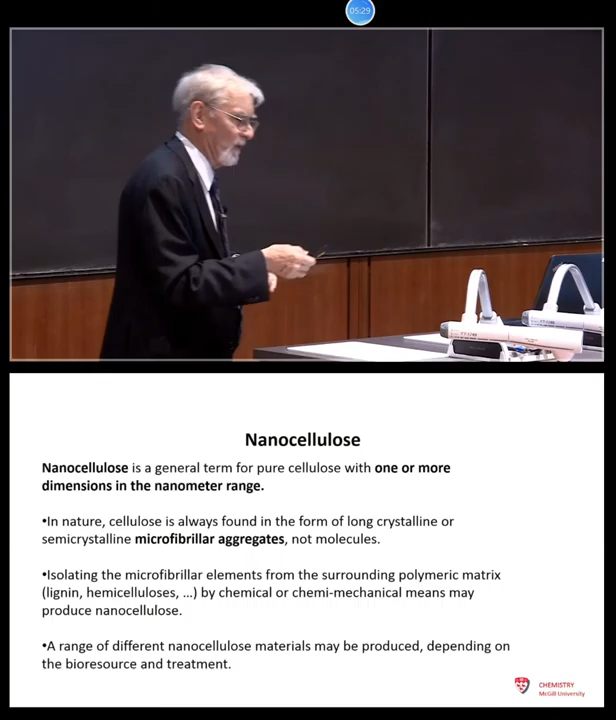 05:29
Nanocellulose
Nanocellulose is a general term for pure cellulose with one or more
dimensions in the nanometer range.
•In nature, cellulose is always found in the form of long crystalline or
semicrystalline microfibrillar aggregates, not molecules.
•Isolating the microfibrillar elements from the surrounding polymeric matrix
(lignin, hemicelluloses, ...) by chemical or chemi-mechanical means may
produce nanocellulose.
•A range of different nanocellulose materials may be produced, depending on
the bioresource and treatment.
CHEMISTRY
McGill University